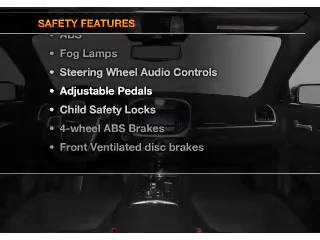 SAFETY FEATURES
• ABS
• Fog Lamps
• Steering Wheel Audio Controls
• Adjustable Pedals
• Child Safety Locks
• 4-wheel ABS Brakes
• Front Ventilated disc brakes